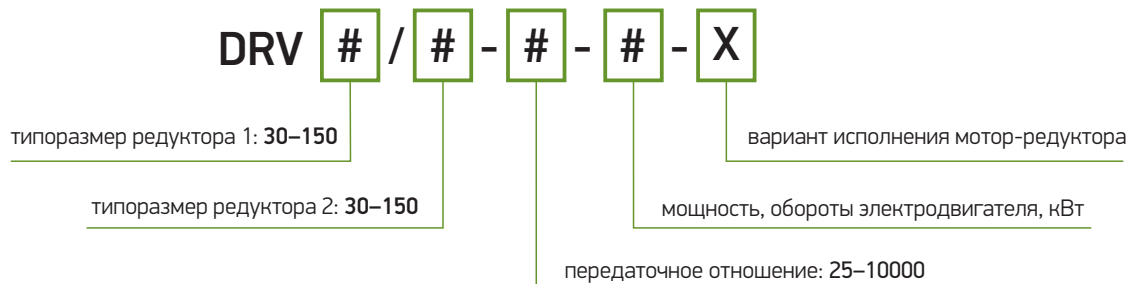 DRV # / # - # - # - X
типоразмер редуктора 1: 30–150
вариант исполнения мотор-редуктора
типоразмер редуктора 2: 30–150
мощность, обороты электродвигателя, кВт
передаточное отношение: 25–10000